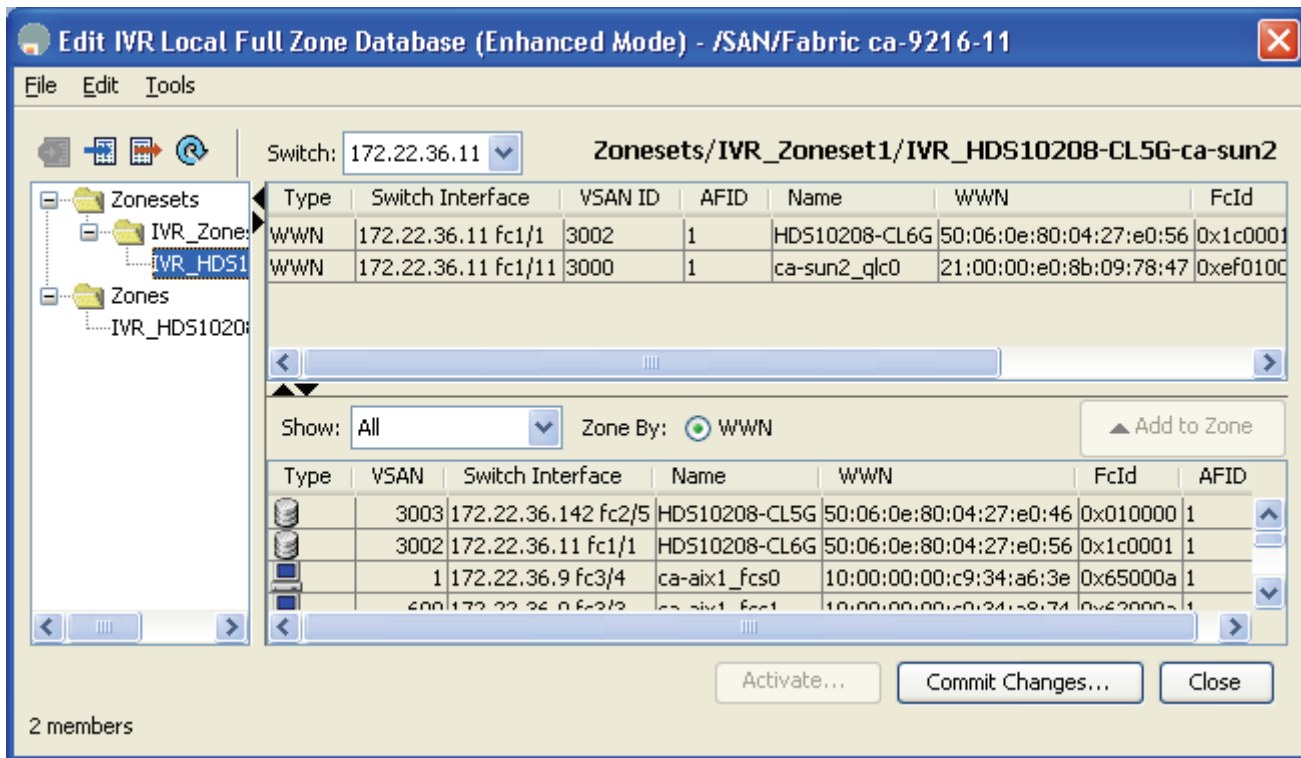 Edit IVR Local Full Zone Database (Enhanced Mode) - /SAN/Fabric ca-9216-11
File Edit Tools
Switch: 172.22.36.11 Zonesets/IVR_Zoneset1/IVR_HDS10208-CL5G-ca-sun2
Zonesets
IVR_Zone
IVR_HDS1
Zones
IVR_HDS1020
Type Switch Interface VSAN ID AFID Name WWN FcId
WWN 172.22.36.11 fc1/1 3002 1 HDS10208-CL6G 50:06:0e:80:04:27:e0:56 0x1c0001
WWN 172.22.36.11 fc1/11 3000 1 ca-sun2_qlc0 21:00:00:e0:8b:09:78:47 0xef0100
Show: All Zone By: WWN Add to Zone
Type VSAN Switch Interface Name WWN FcId AFID
3003 172.22.36.142 fc2/5 HDS10208-CL5G 50:06:0e:80:04:27:e0:46 0x010000 1
3002 172.22.36.11 fc1/1 HDS10208-CL6G 50:06:0e:80:04:27:e0:56 0x1c0001 1
1 172.22.36.9 fc3/4 ca-aix1_fcs0 10:00:00:00:c9:34:a6:3e 0x65000a 1
Activate... Commit Changes... Close
2 members